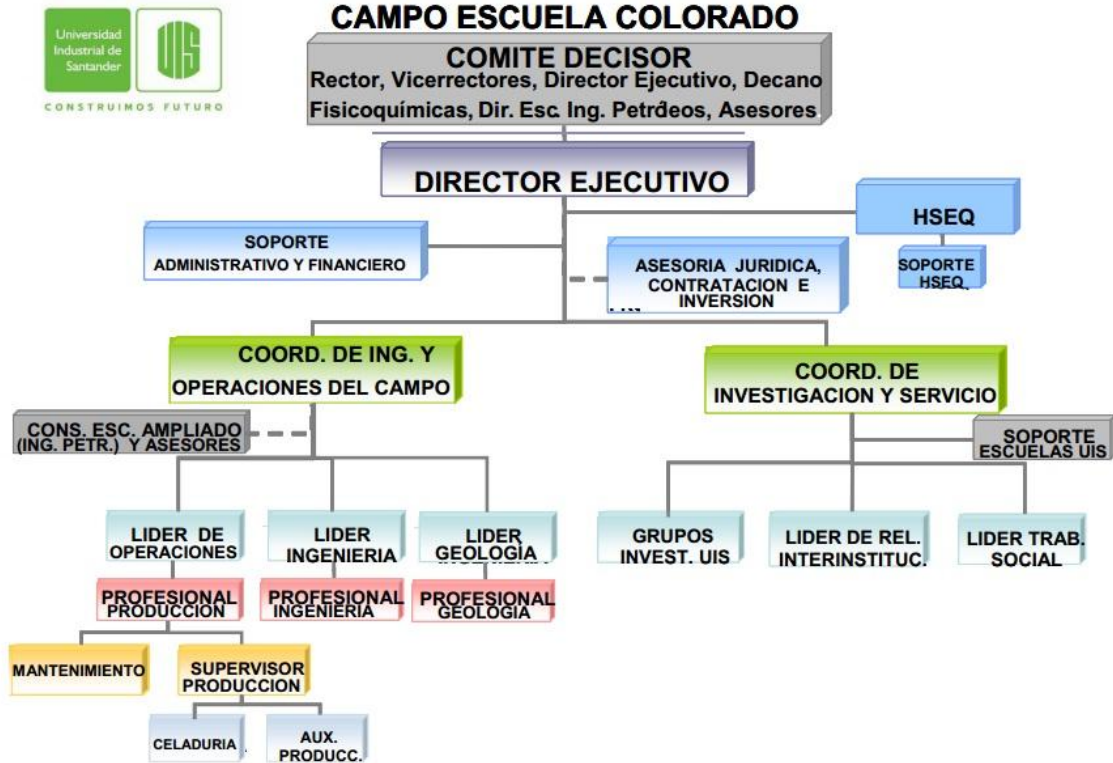 CAMPO ESCUELA COLORADO
Universidad
Industrial de
Santander
UIS
CONSTRUIMOS FUTURO
COMITE DECISOR
Rector, Vicerrectores, Director Ejecutivo, Decano
Fisicoquímicas, Dir. Esc. Ing. Petróleos, Asesores.
DIRECTOR EJECUTIVO
HSEQ
SOPORTE
ADMINISTRATIVO Y FINANCIERO
SOPORTE
HSEQ
ASESORIA JURIDICA,
CONTRATACION E
INVERSION
COORD. DE ING. Y
OPERACIONES DEL CAMPO
COORD. DE
INVESTIGACION Y SERVICIO
CONS. ESC. AMPLIADO
(ING. PETR.) Y ASESORES
SOPORTE
ESCUELAS UIS
LIDER DE
OPERACIONES
LIDER
INGENIERIA
LIDER
GEOLOGÍA
GRUPOS
INVEST. UIS
LIDER DE REL.
INTERINSTITUC.
LIDER TRAB.
SOCIAL
PROFESIONAL
PRODUCCION
PROFESIONAL
INGENIERIA
PROFESIONAL
GEOLOGIA
MANTENIMIENTO
SUPERVISOR
PRODUCCION
CELADURIA .
AUX.
PRODUCC.